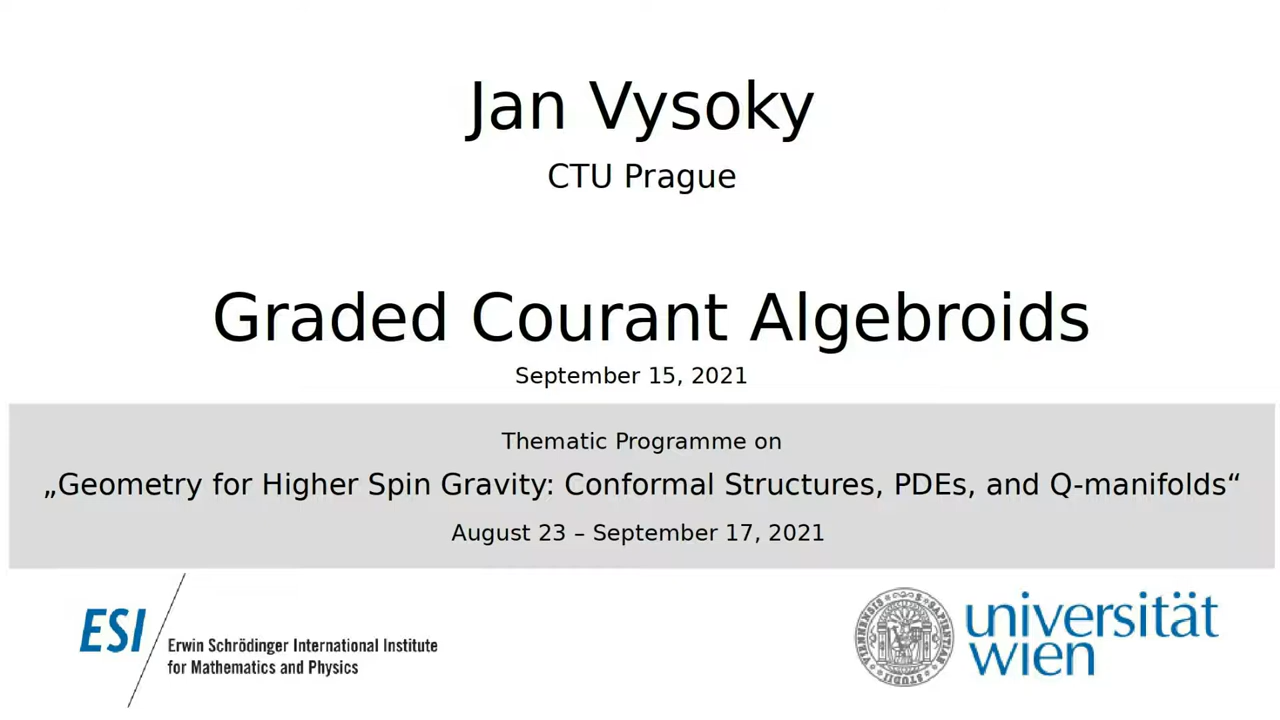 Jan Vysoky
CTU Prague
Graded Courant Algebroids
September 15, 2021
Thematic Programme on
„Geometry for Higher Spin Gravity: Conformal Structures, PDEs, and Q-manifolds“
August 23 – September 17, 2021
ESI
Erwin Schrödinger International Institute
for Mathematics and Physics
universität
wien